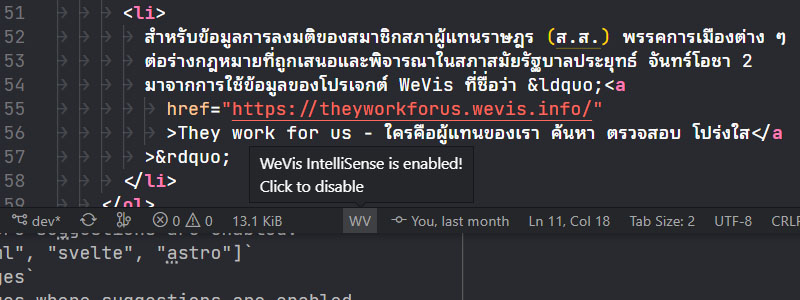 51 <li>
52 สำหรับข้อมูลการลงมติของสมาชิกสภาผู้แทนราษฎร (ส.ส.) พรรคการเมืองต่าง ๆ
53 ต่อร่างกฎหมายที่ถูกเสนอและพิจารณาในสภาสมัยรัฐบาลประยุทธ์ จันทร์โอชา 2
54 มาจากการใช้ข้อมูลของโปรเจกต์ WeVis ที่ชื่อว่า &ldquo;<a
55 href="https://theyworkforus.wevis.info/"
56 >They work for us - ใครคือผู้แทนของเรา ค้นหา ตรวจสอบ โปร่งใส</a
57 >&rdquo;
WeVis IntelliSense is enabled!
Click to disable
58 </li>
59 </ol>
dev* 0 0 13.1 KiB WV You, last month Ln 11, Col 18 Tab Size: 2 UTF-8 CRLF
re suggestions are enabled.
ml", "svelte", "astro"]`
ges`
ges where suggestions are enabled